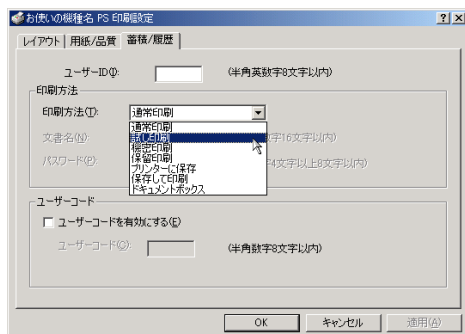 お使いの機種名 PS 印刷設定
レイアウト 用紙/品質 蓄積/履歴
ユーザーID(I): (半角英数字8文字以内)
印刷方法
印刷方法(T): 通常印刷
通常印刷
試し印刷
機密印刷
保留印刷
プリンターに保存
保存して印刷
ドキュメントボックス
文書名(N): 数字16文字以内)
パスワード(P): 字4文字以上8文字以内)
ユーザーコード
ユーザーコードを有効にする(E)
ユーザーコード(O): (半角数字8文字以内)
OK キャンセル 適用(A)